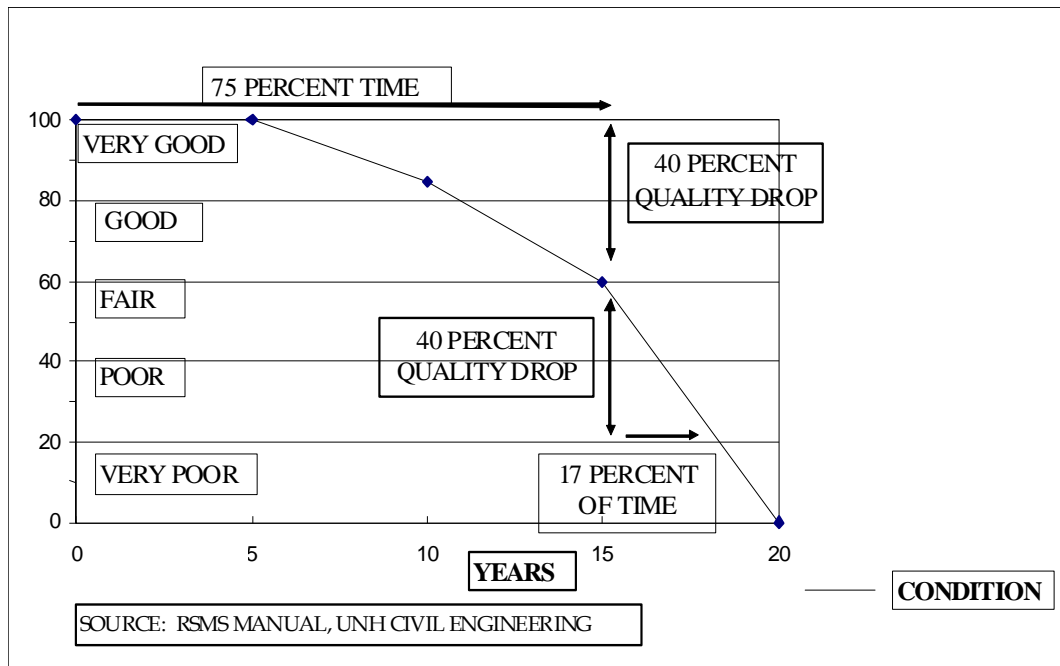 75 PERCENT TIME
100
80
60
40
20
0
VERY GOOD
GOOD
FAIR
POOR
VERY POOR
40 PERCENT
QUALITY DROP
40 PERCENT
QUALITY DROP
17 PERCENT
OF TIME
0 5 10 15 20
YEARS
CONDITION
SOURCE: RSMS MANUAL, UNH CIVIL ENGINEERING